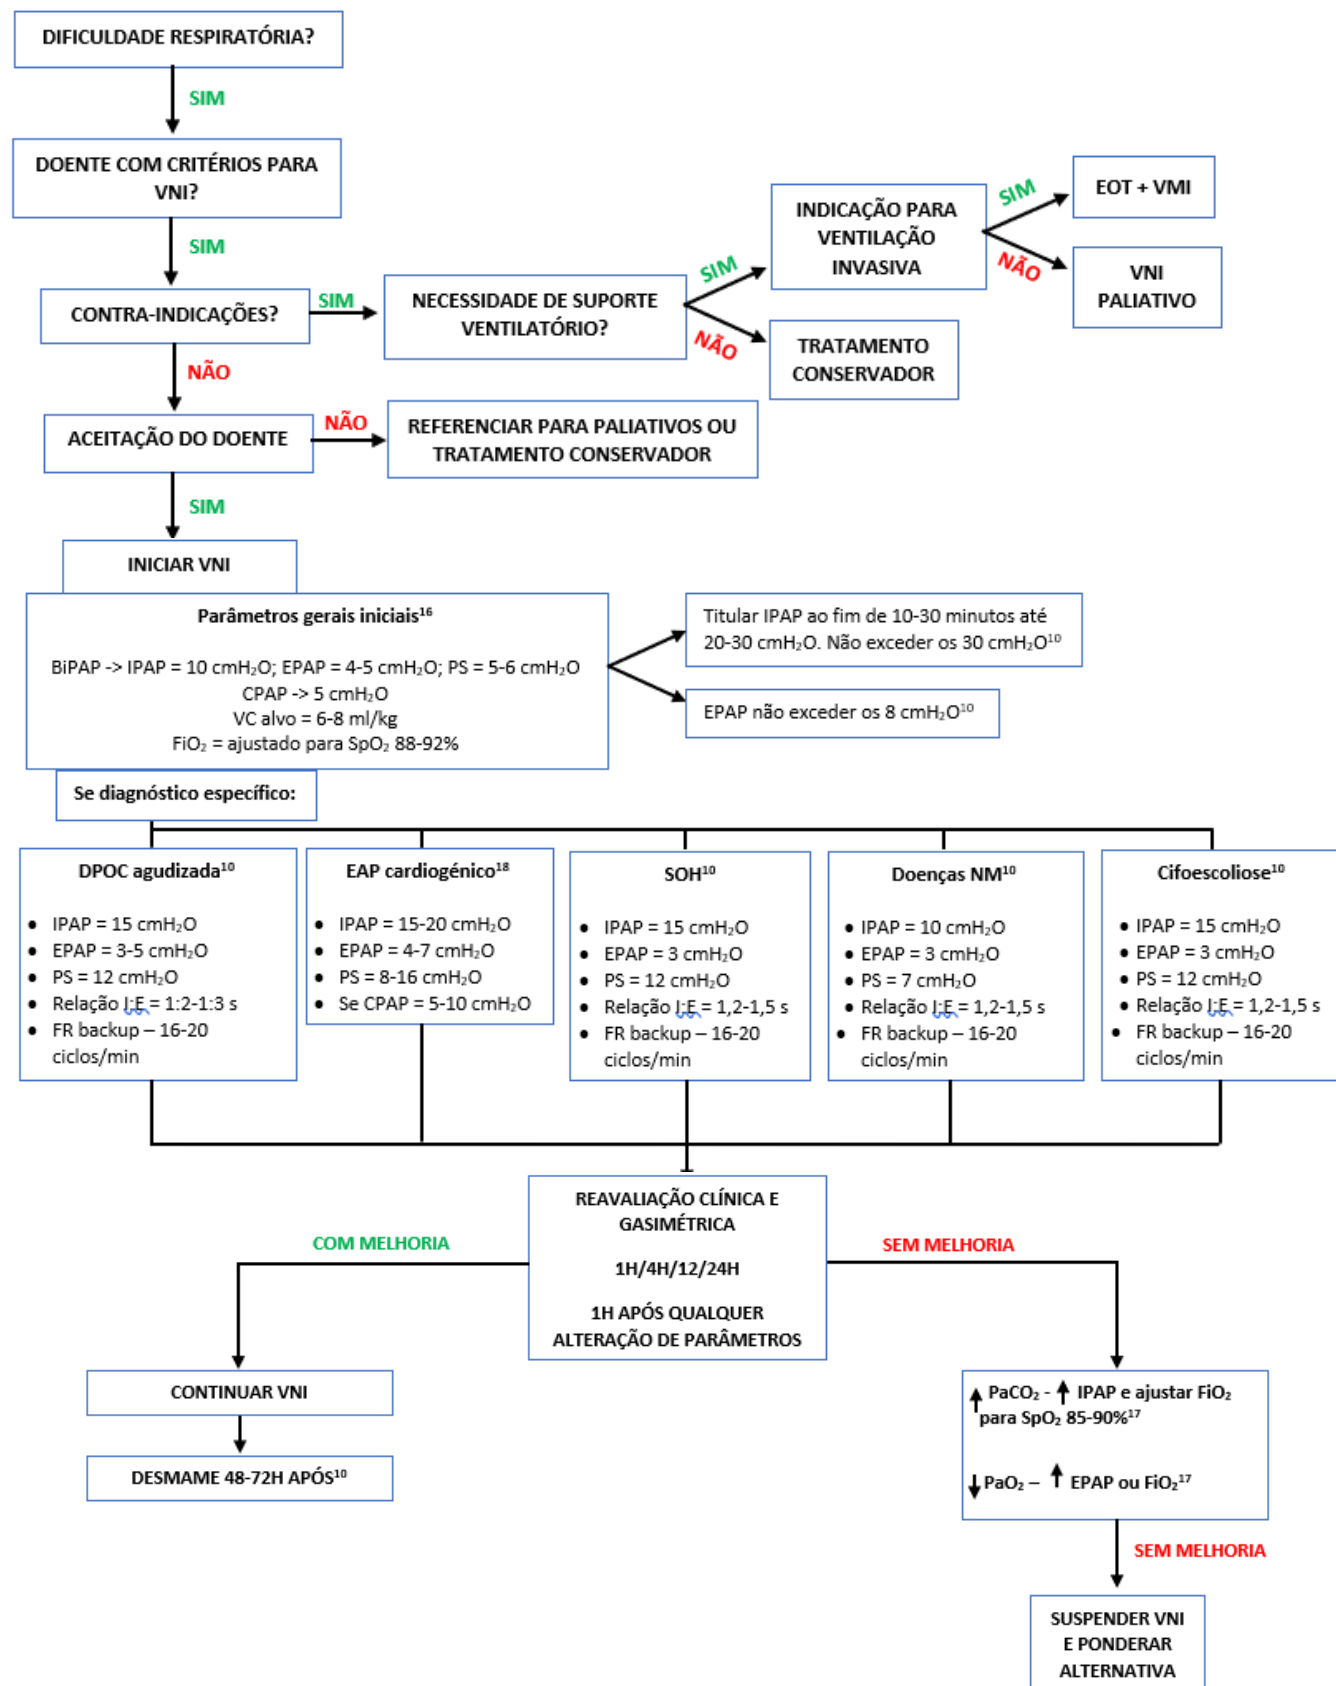 DIFICULDADE RESPIRATÓRIA?
SIM
DOENTE COM CRITÉRIOS PARA
VNI?
SIM
CONTRA-INDICAÇÕES?
SIM
NECESSIDADE DE SUPORTE
VENTILATÓRIO?
SIM
INDICAÇÃO PARA
VENTILAÇÃO
INVASIVA
SIM
EOT + VMI
NÃO
VNI
PALIATIVO
NÃO
TRATAMENTO
CONSERVADOR
NÃO
ACEITAÇÃO DO DOENTE
NÃO
REFERENCIAR PARA PALIATIVOS OU
TRATAMENTO CONSERVADOR
SIM
INICIAR VNI
Parâmetros gerais iniciais¹⁶
BiPAP -> IPAP = 10 cmH₂O; EPAP = 4-5 cmH₂O; PS = 5-6 cmH₂O
CPAP -> 5 cmH₂O
VC alvo = 6-8 ml/kg
FiO₂ = ajustado para SpO₂ 88-92%
Titular IPAP ao fim de 10-30 minutos até
20-30 cmH₂O. Não exceder os 30 cmH₂O¹⁰
EPAP não exceder os 8 cmH₂O¹⁰
Se diagnóstico específico:
DPOC agudizada¹⁰
• IPAP = 15 cmH₂O
• EPAP = 3-5 cmH₂O
• PS = 12 cmH₂O
• Relação I:E = 1:2-1:3 s
• FR backup – 16-20
ciclos/min
EAP cardiogénico¹⁸
• IPAP = 15-20 cmH₂O
• EPAP = 4-7 cmH₂O
• PS = 8-16 cmH₂O
• Se CPAP = 5-10 cmH₂O
SOH¹⁰
• IPAP = 15 cmH₂O
• EPAP = 3 cmH₂O
• PS = 12 cmH₂O
• Relação I:E = 1,2-1,5 s
• FR backup – 16-20
ciclos/min
Doenças NM¹⁰
• IPAP = 10 cmH₂O
• EPAP = 3 cmH₂O
• PS = 7 cmH₂O
• Relação I:E = 1,2-1,5 s
• FR backup – 16-20
ciclos/min
Cifoescoliose¹⁰
• IPAP = 15 cmH₂O
• EPAP = 3 cmH₂O
• PS = 12 cmH₂O
• Relação I:E = 1,2-1,5 s
• FR backup – 16-20
ciclos/min
REAVALIAÇÃO CLÍNICA E
GASIMÉTRICA
1H/4H/12/24H
1H APÓS QUALQUER
ALTERAÇÃO DE PARÂMETROS
COM MELHORIA
CONTINUAR VNI
DESMAME 48-72H APÓS¹⁰
SEM MELHORIA
↑ PaCO₂ - ↑ IPAP e ajustar FiO₂
para SpO₂ 85-90%¹⁷
↓ PaO₂ – ↑ EPAP ou FiO₂¹⁷
SEM MELHORIA
SUSPENDER VNI
E PONDERAR
ALTERNATIVA